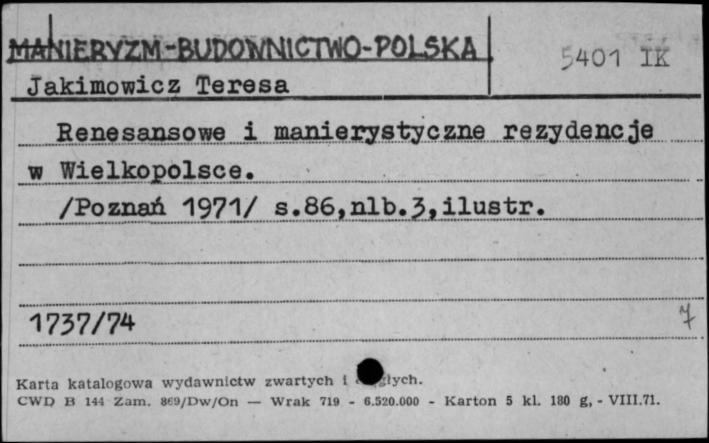 MANIERYZM-BUDOWNICTWO-POLSKA
5401 IK
Jakimowicz Teresa
Renesansowe i manierystyczne rezydencje
w Wielkopolsce.
/Poznań 1971/ s.86,nlb.3,ilustr.
1737/74
7
Karta katalogowa wydawnictw zwartych i
CWD B 144 Zam. 869/Dw/On — Wrak 719 - 6.520.000 - Karton 5 kl. 180 g, - VIII.71.